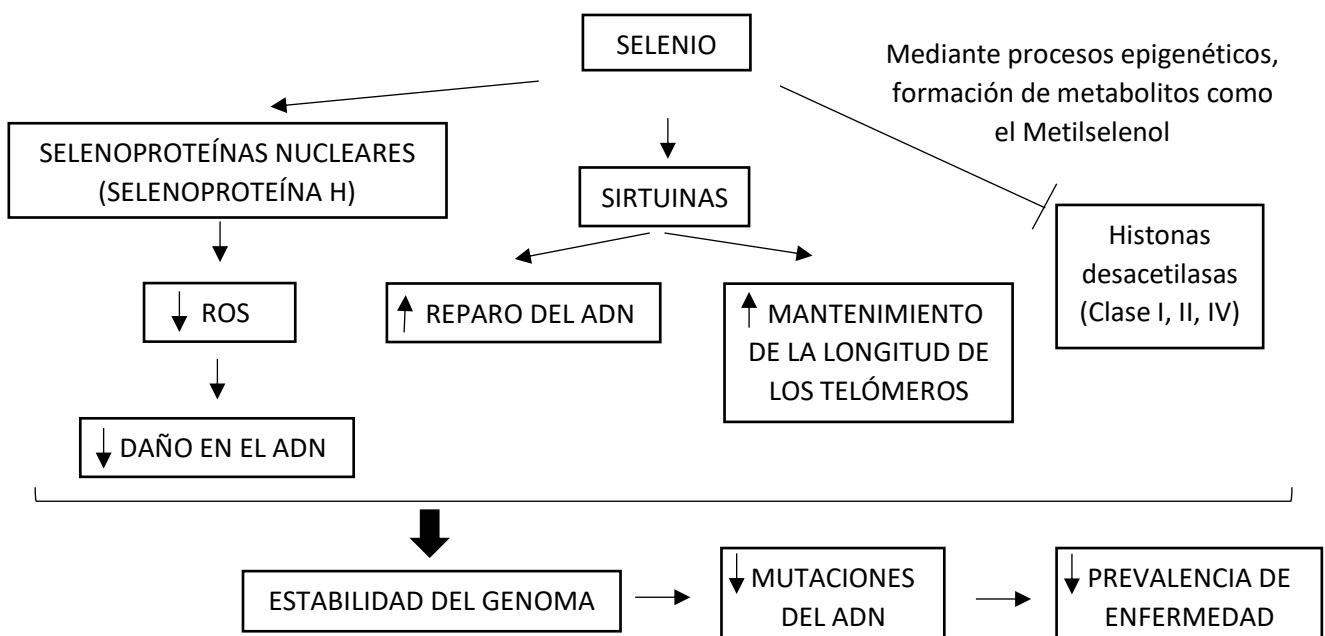 SELENIO
Mediante procesos epigenéticos,
formación de metabolitos como
el Metilselenol
SELENOPROTEÍNAS NUCLEARES
(SELENOPROTEÍNA H)
SIRTUINAS
Histonas
desacetilasas
(Clase I, II, IV)
ROS
REPARO DEL ADN
MANTENIMIENTO
DE LA LONGITUD DE
LOS TELÓMEROS
DAÑO EN EL ADN
ESTABILIDAD DEL GENOMA
MUTACIONES
DEL ADN
PREVALENCIA DE
ENFERMEDAD